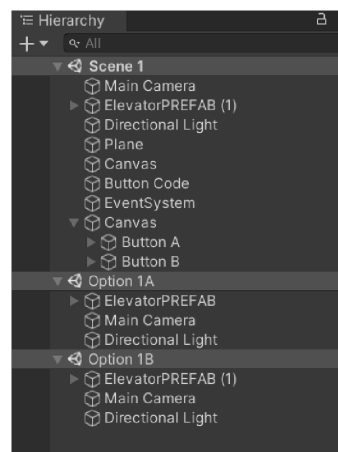 Hierarchy
All
Scene 1
Main Camera
ElevatorPREFAB (1)
Directional Light
Plane
Canvas
Button Code
EventSystem
Canvas
Button A
Button B
Option 1A
ElevatorPREFAB
Main Camera
Directional Light
Option 1B
ElevatorPREFAB (1)
Main Camera
Directional Light